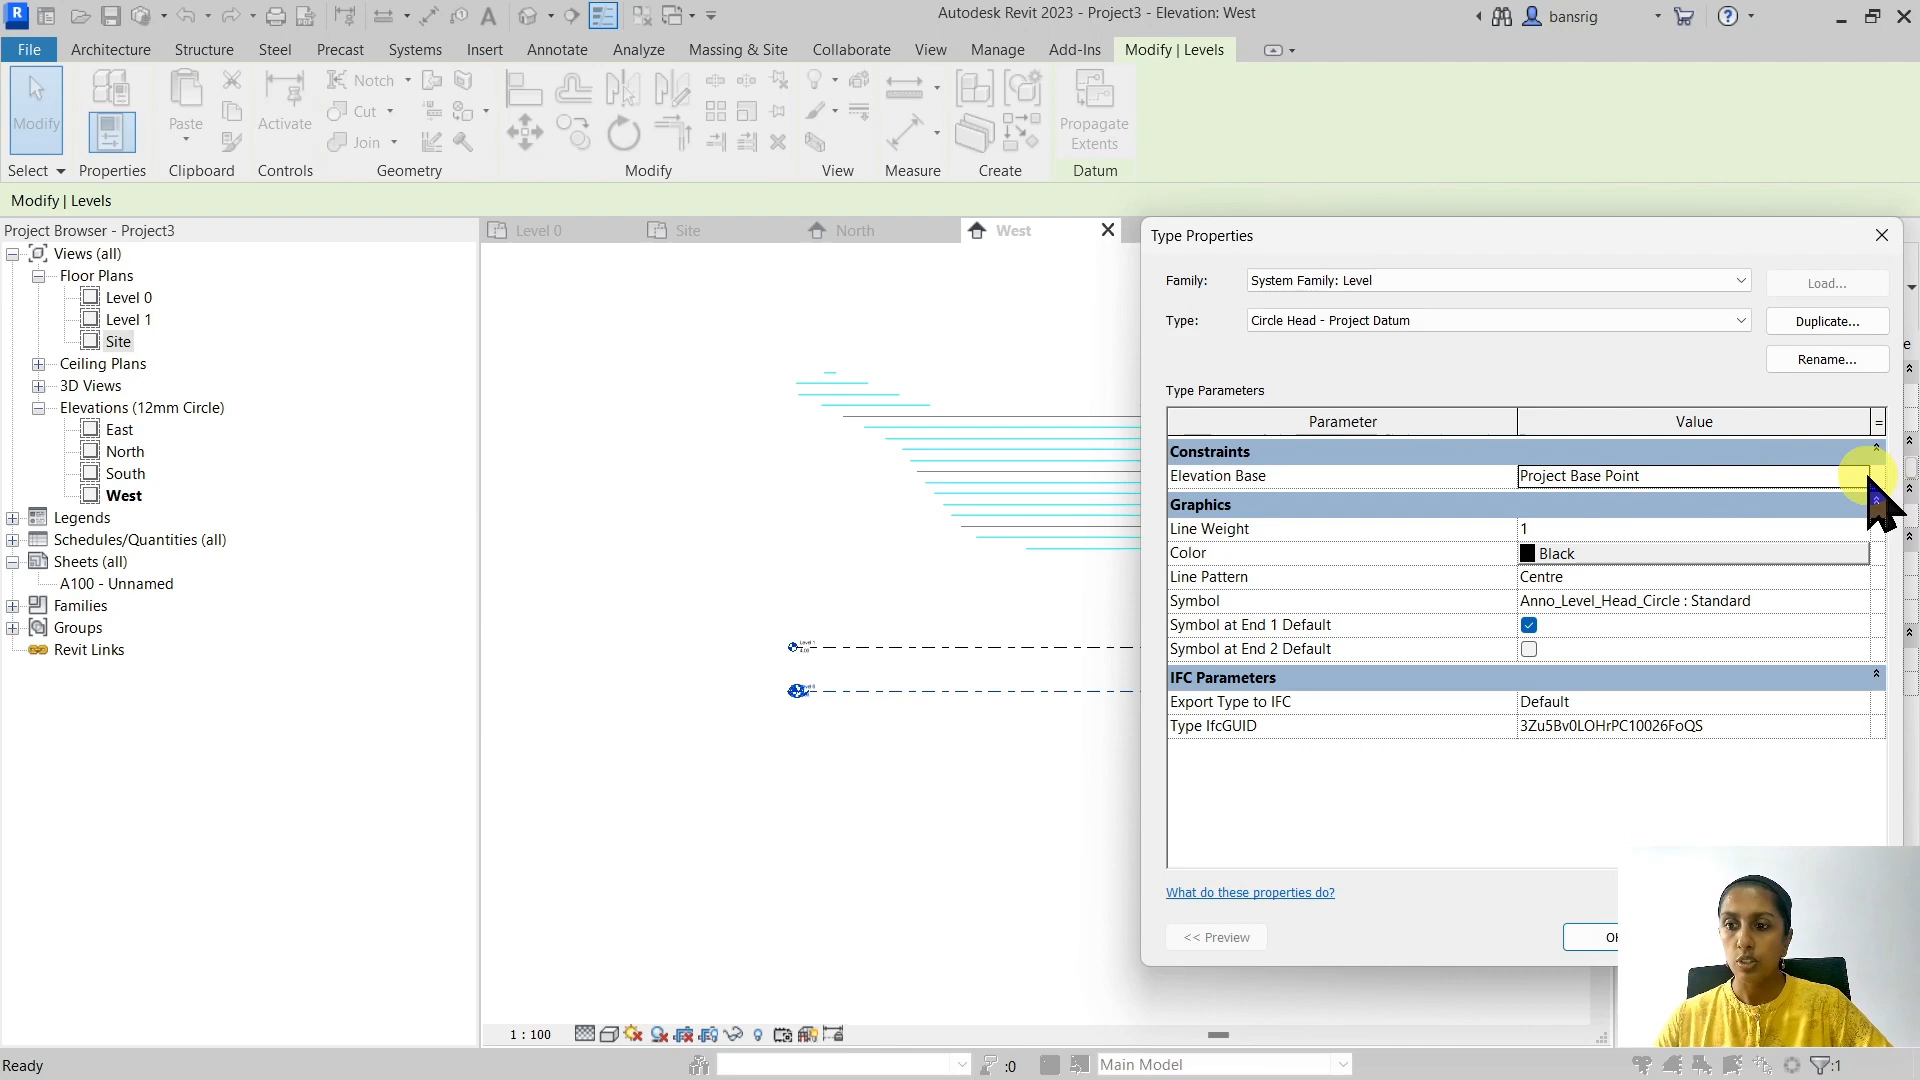 Autodesk Revit 2023 - Project3 - Elevation: West
bansrig
File
Architecture
Structure
Steel
Precast
Systems
Insert
Annotate
Analyze
Massing & Site
Collaborate
View
Manage
Add-Ins
Modify | Levels
Modify
Paste
Activate
Notch
Cut
Join
Propagate
Extents
Select
Properties
Clipboard
Controls
Geometry
Modify
View
Measure
Create
Datum
Modify | Levels
Project Browser - Project3
Views (all)
Floor Plans
Level 0
Level 1
Site
Ceiling Plans
3D Views
Elevations (12mm Circle)
East
North
South
West
Legends
Schedules/Quantities (all)
Sheets (all)
A100 - Unnamed
Families
Groups
Revit Links
Level 0
Site
North
West
Level 1
1 : 100
Type Properties
Family:
System Family: Level
Load...
Type:
Circle Head - Project Datum
Duplicate...
Rename...
Type Parameters
Parameter
Value
=
Constraints
Elevation Base
Project Base Point
Graphics
Line Weight
1
Color
Black
Line Pattern
Centre
Symbol
Anno_Level_Head_Circle : Standard
Symbol at End 1 Default
Symbol at End 2 Default
IFC Parameters
Export Type to IFC
Default
Type IfcGUID
3Zu5Bv0LOHrPC10026FoQS
What do these properties do?
<< Preview
Ready
:0
Main Model
:1